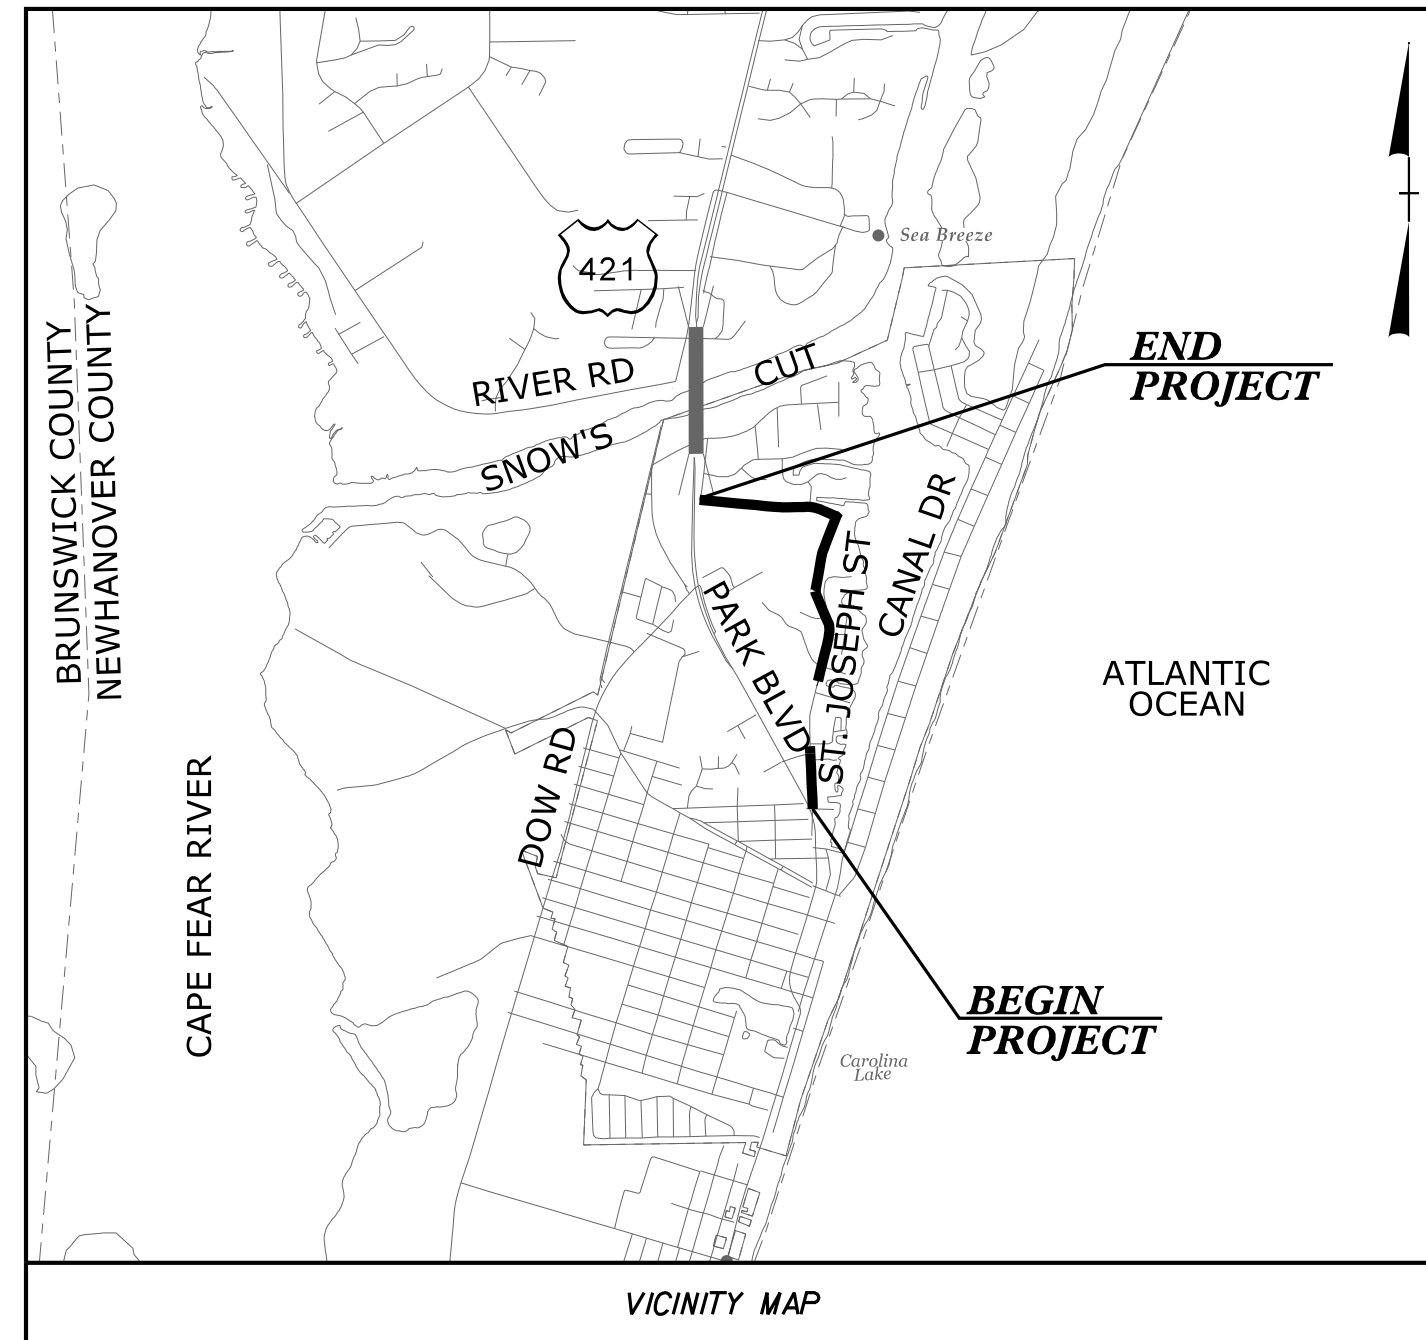 Sea Breeze
421
END
PROJECT
RIVER RD
CUT
SNOW'S
BRUNSWICK COUNTY
NEWHANOVER COUNTY
CANAL DR
ST. JOSEPH ST
PARK BLVD
ATLANTIC
OCEAN
DOW RD
CAPE FEAR RIVER
BEGIN
PROJECT
Carolina
Lake
VICINITY MAP